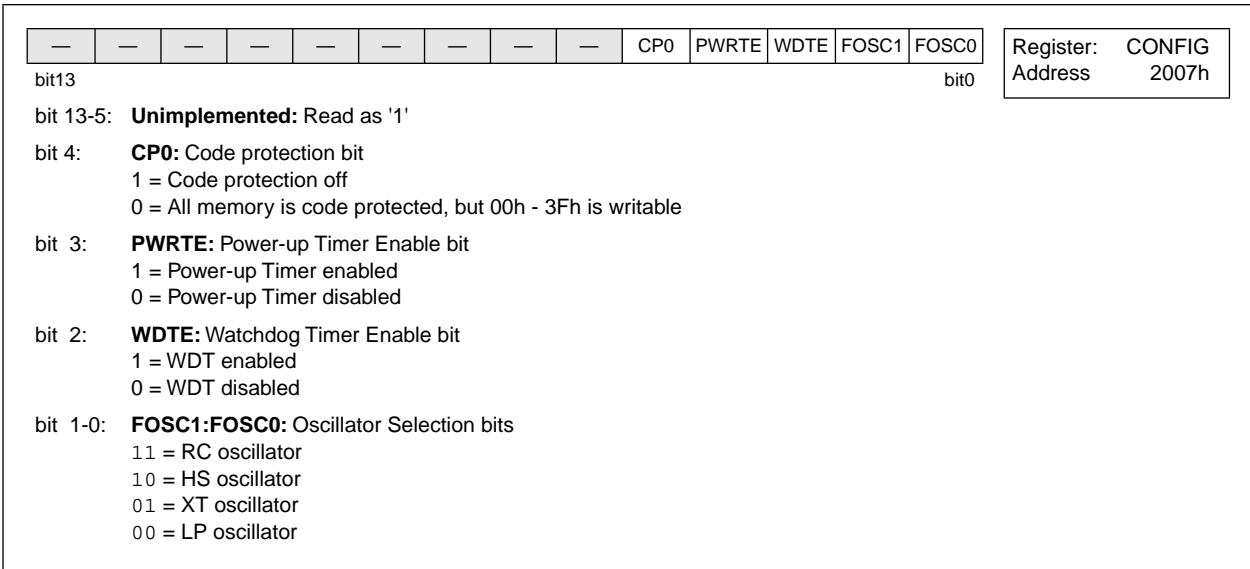 — — — — — — — — — CP0 PWRTE WDTE FOSC1 FOSC0
Register: CONFIG
Address 2007h
bit13 bit0
bit 13-5: Unimplemented: Read as '1'
bit 4: CP0: Code protection bit
1 = Code protection off
0 = All memory is code protected, but 00h - 3Fh is writable
bit 3: PWRTE: Power-up Timer Enable bit
1 = Power-up Timer enabled
0 = Power-up Timer disabled
bit 2: WDTE: Watchdog Timer Enable bit
1 = WDT enabled
0 = WDT disabled
bit 1-0: FOSC1:FOSC0: Oscillator Selection bits
11 = RC oscillator
10 = HS oscillator
01 = XT oscillator
00 = LP oscillator